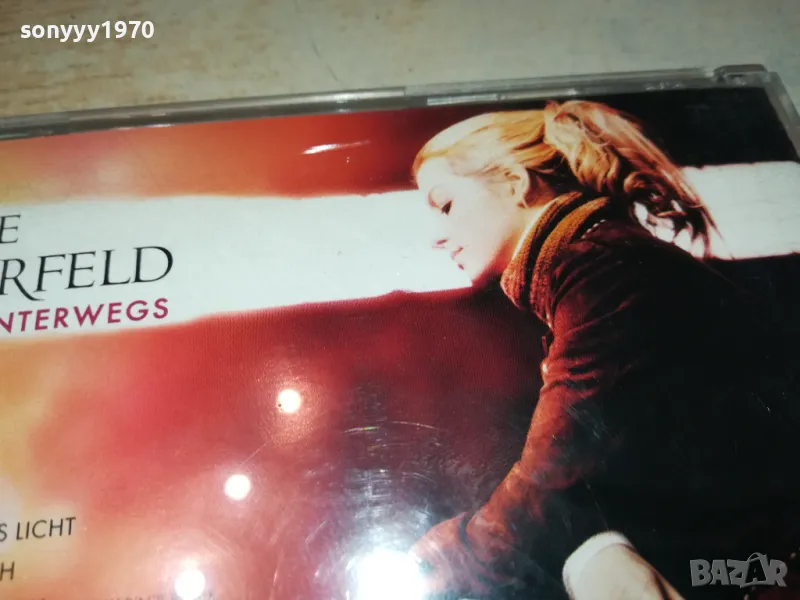 sonyyy1970
E
RFELD
NTERWEGS
S LICHT
H
BAZAR